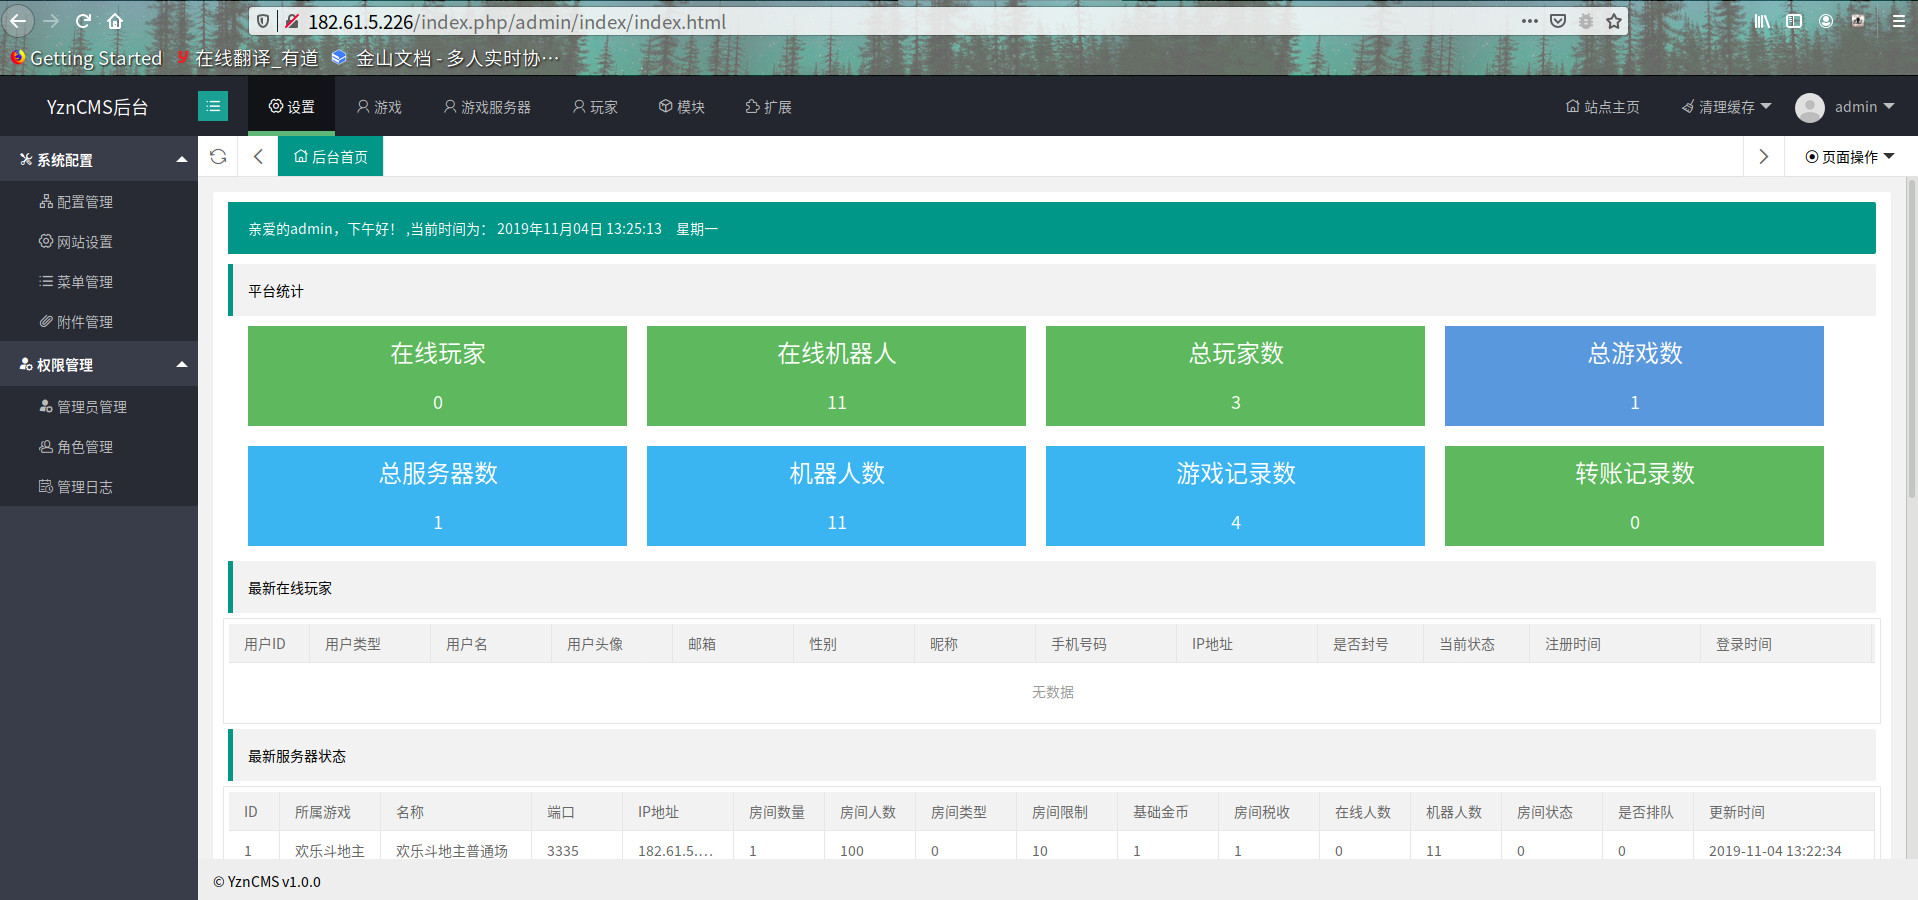 182.61.5.226/index.php/admin/index/index.html
Getting Started 在线翻译_有道 金山文档 - 多人实时协…
YznCMS后台 设置 游戏 游戏服务器 玩家 模块 扩展 站点主页 清理缓存 admin
系统配置
配置管理
网站设置
菜单管理
附件管理
权限管理
管理员管理
角色管理
管理日志
后台首页 页面操作
亲爱的admin，下午好！ ,当前时间为： 2019年11月04日 13:25:13 星期一
平台统计
在线玩家 在线机器人 总玩家数 总游戏数
0 11 3 1
总服务器数 机器人数 游戏记录数 转账记录数
1 11 4 0
最新在线玩家
用户ID 用户类型 用户名 用户头像 邮箱 性别 昵称 手机号码 IP地址 是否封号 当前状态 注册时间 登录时间
无数据
最新服务器状态
ID 所属游戏 名称 端口 IP地址 房间数量 房间人数 房间类型 房间限制 基础金币 房间税收 在线人数 机器人数 房间状态 是否排队 更新时间
1 欢乐斗地主 欢乐斗地主普通场 3335 182.61.5.… 1 100 0 10 1 1 0 11 0 0 2019-11-04 13:22:34
© YznCMS v1.0.0